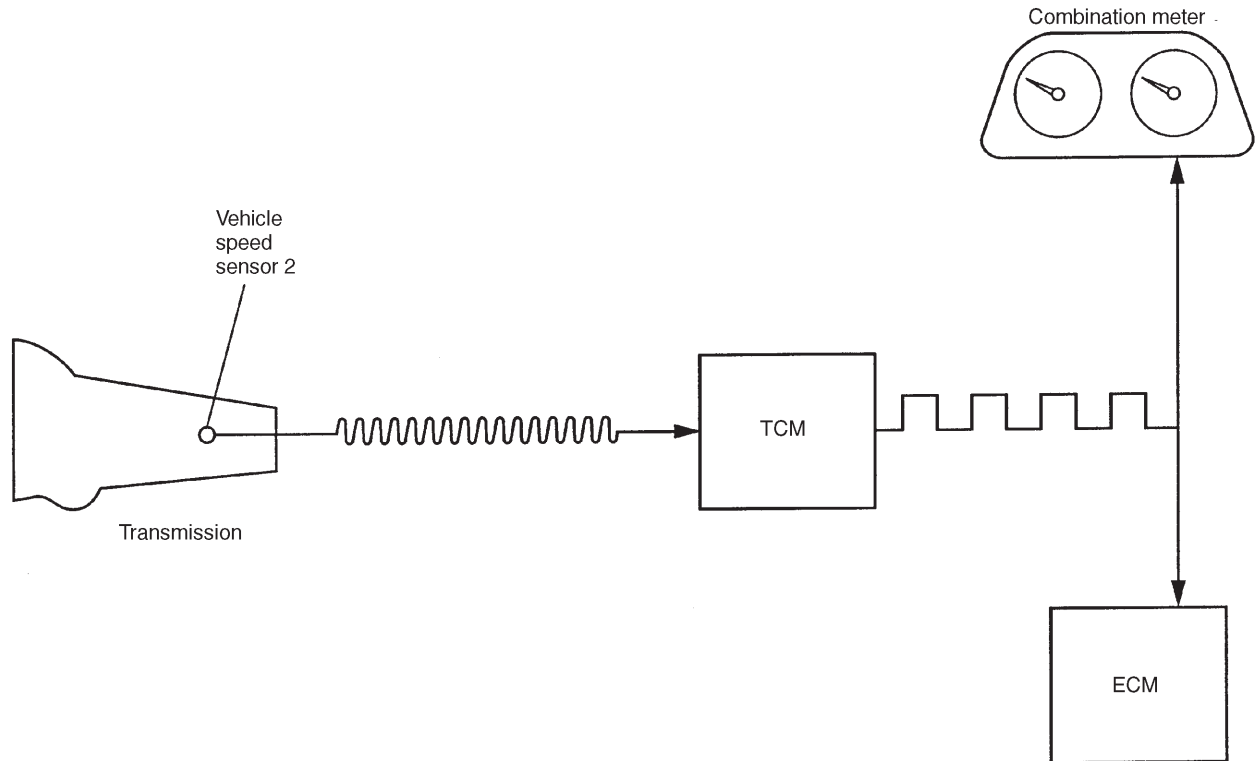 Combination meter
Vehicle
speed
sensor 2
TCM
Transmission
ECM